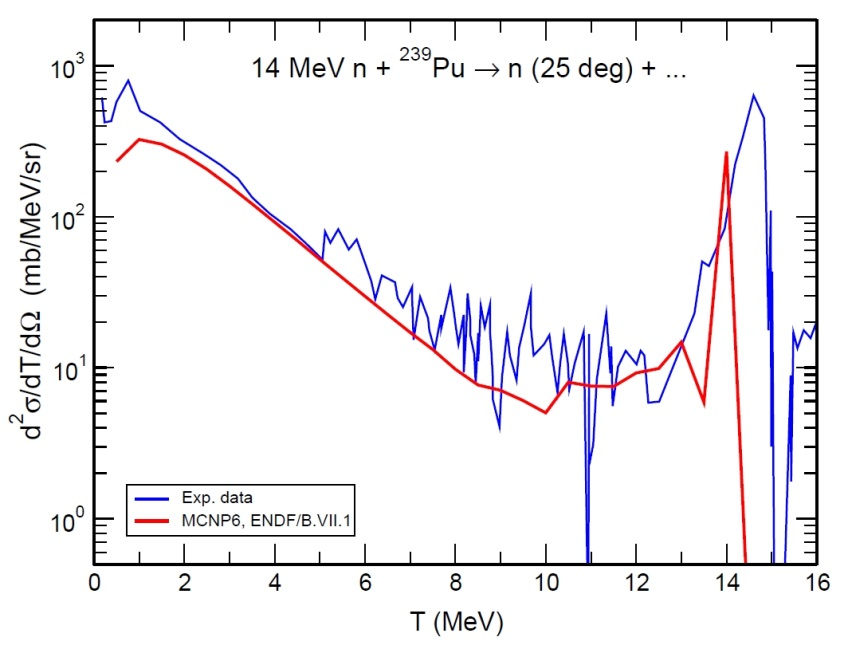 14 MeV n + ²³⁹Pu → n (25 deg) + ...
d²σ/dT/dΩ (mb/MeV/sr)
10³
10²
10¹
10⁰
Exp. data
MCNP6, ENDF/B.VII.1
0 2 4 6 8 10 12 14 16
T (MeV)